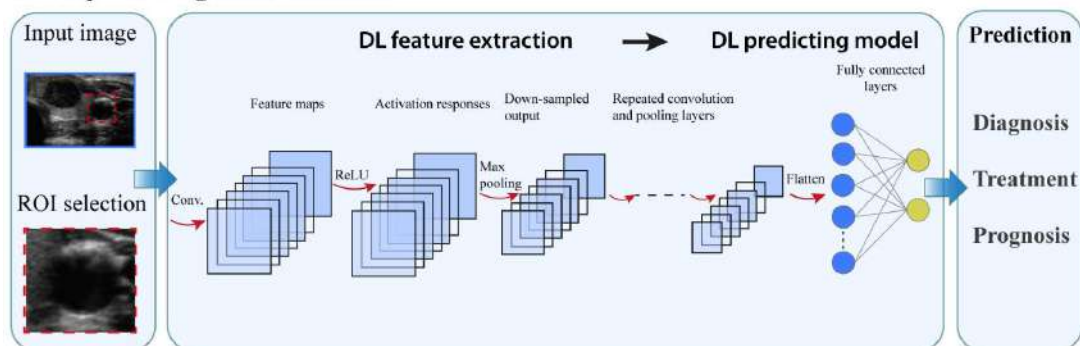 Input image
ROI selection
DL feature extraction
DL predicting model
Feature maps
Activation responses
Down-sampled
output
Repeated convolution
and pooling layers
Fully connected
layers
Conv.
ReLU
Max
pooling
Flatten
Prediction
Diagnosis
Treatment
Prognosis